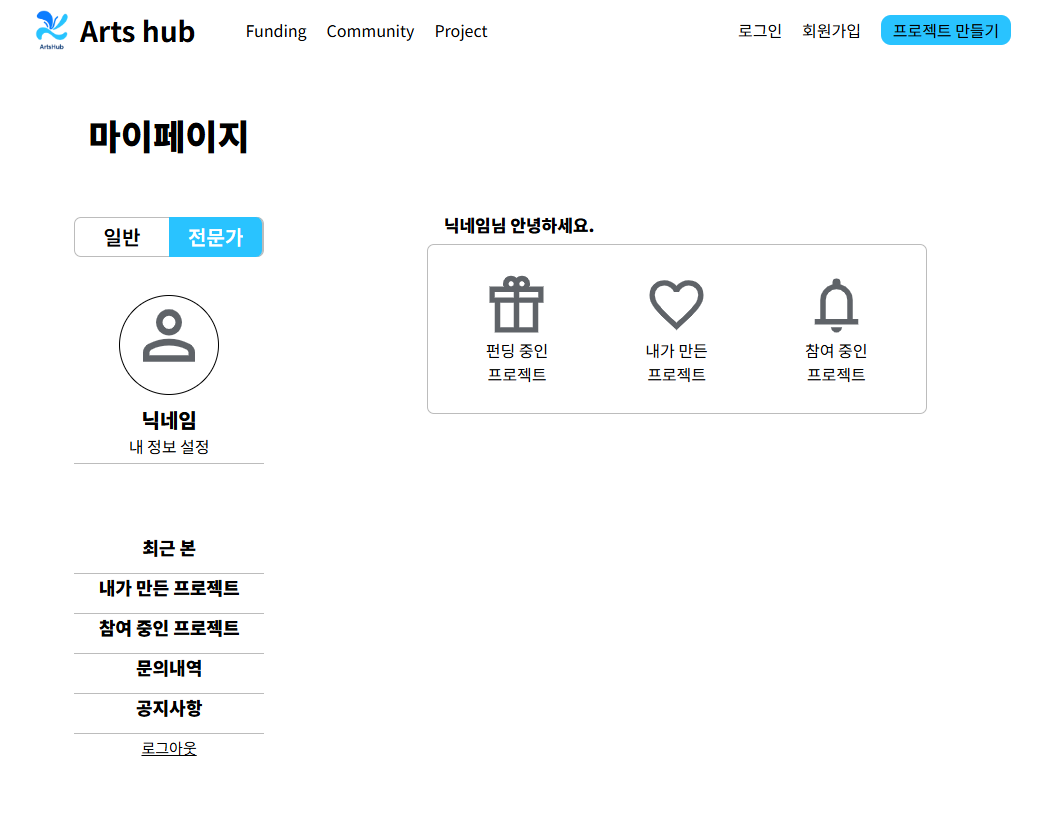 ArtsHub
Arts hub
Funding Community Project
로그인 회원가입 프로젝트 만들기
마이페이지
일반 전문가
닉네임
내 정보 설정
최근 본
내가 만든 프로젝트
참여 중인 프로젝트
문의내역
공지사항
로그아웃
닉네임님 안녕하세요.
펀딩 중인
프로젝트
내가 만든
프로젝트
참여 중인
프로젝트